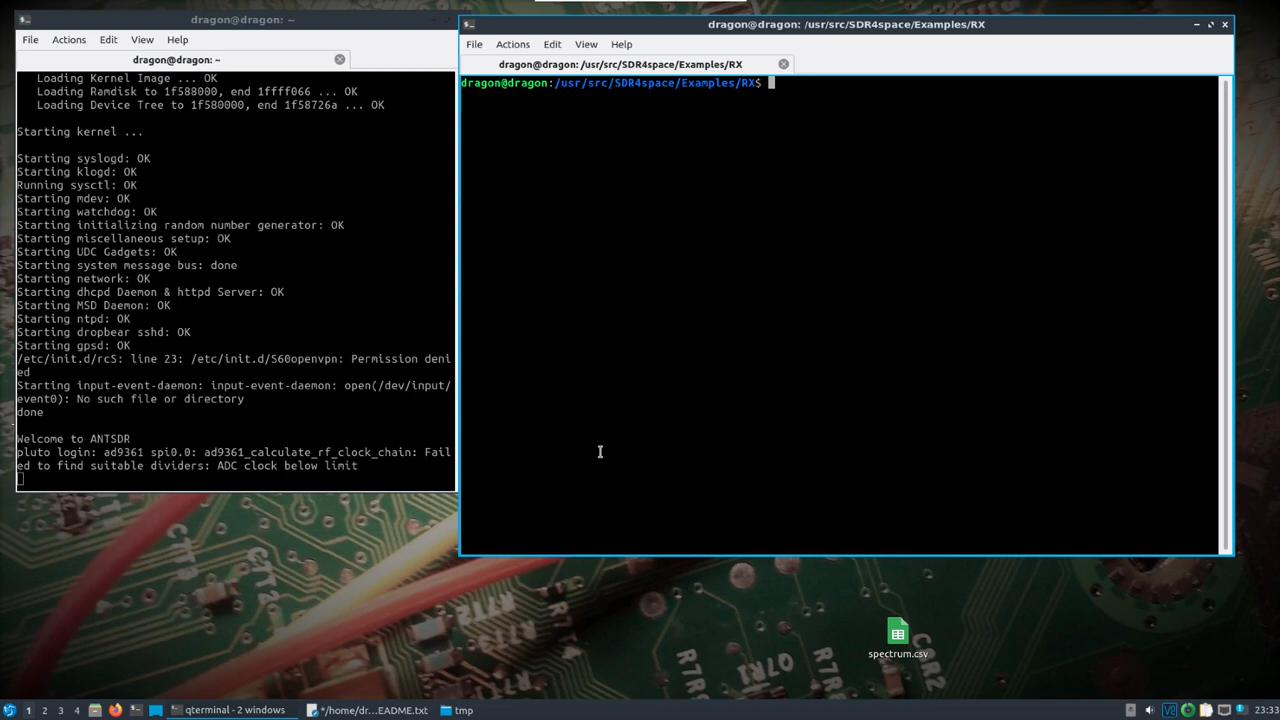 dragon@dragon: ~
File Actions Edit View Help
dragon@dragon: ~
Loading Kernel Image ... OK
Loading Ramdisk to 1f588000, end 1ffff066 ... OK
Loading Device Tree to 1f580000, end 1f58726a ... OK
Starting kernel ...
Starting syslogd: OK
Starting klogd: OK
Running sysctl: OK
Starting mdev: OK
Starting watchdog: OK
Starting initializing random number generator: OK
Starting miscellaneous setup: OK
Starting UDC Gadgets: OK
Starting system message bus: done
Starting network: OK
Starting dhcpd Daemon & httpd Server: OK
Starting MSD Daemon: OK
Starting ntpd: OK
Starting dropbear sshd: OK
Starting gpsd: OK
/etc/init.d/rcS: line 23: /etc/init.d/S60openvpn: Permission deni
ed
Starting input-event-daemon: input-event-daemon: open(/dev/input/
event0): No such file or directory
done
Welcome to ANTSDR
pluto login: ad9361 spi0.0: ad9361_calculate_rf_clock_chain: Fail
ed to find suitable dividers: ADC clock below limit
dragon@dragon: /usr/src/SDR4space/Examples/RX
File Actions Edit View Help
dragon@dragon: /usr/src/SDR4space/Examples/RX
dragon@dragon:/usr/src/SDR4space/Examples/RX$
R7R
R7R
R7R
spectrum.csv
1 2 3 4 qterminal - 2 windows */home/dr...EADME.txt tmp 23:33